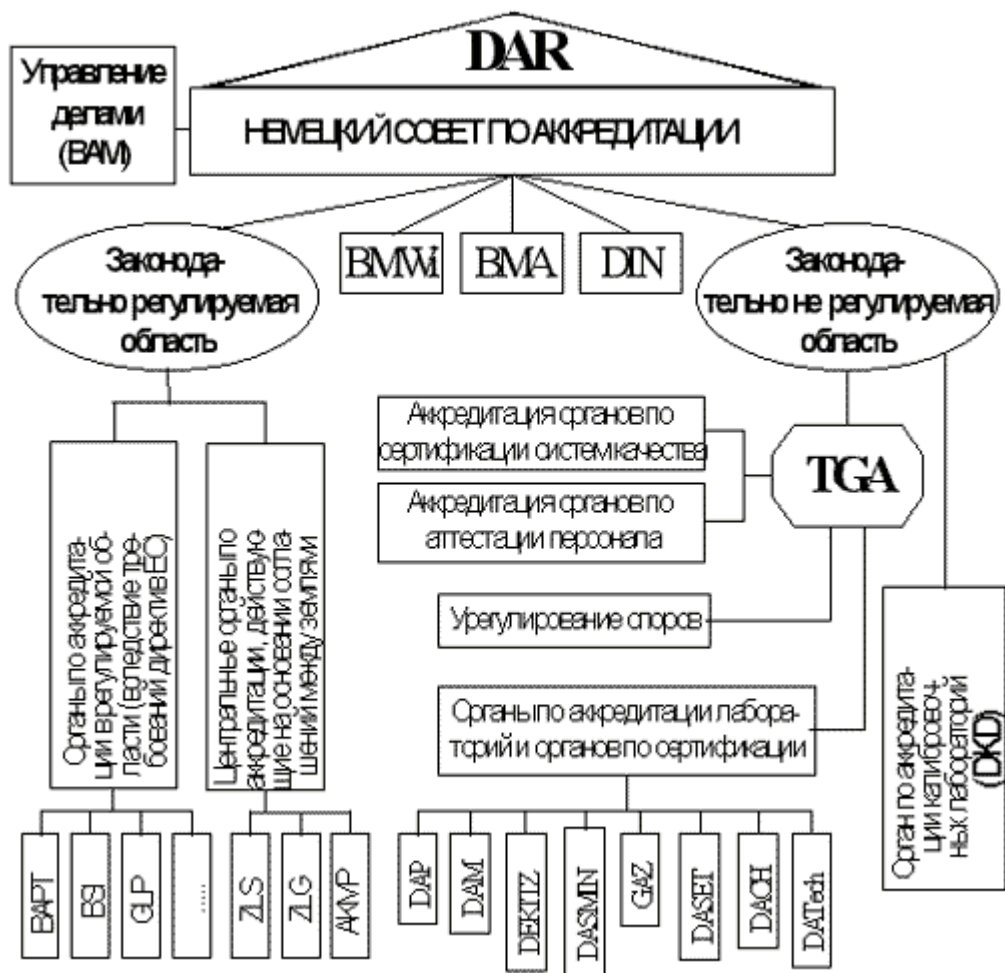 DAR
Управление
делами
(BAM)
НЕМЕЦКИЙ СОВЕТ ПО АККРЕДИТАЦИИ
BMWi
BMA
DIN
Законода-
тельно регулируемая
область
Законода-
тельно не регулируемая
область
Аккредитация органов по
сертификации систем качества
Аккредитация органов по
аттестации персонала
TGA
Урегулирование споров
Органы по аккредитации лабора-
торий и органов по сертификации
Органы по аккредита-
ции в регулируемой об-
ласти (вследствие тре-
бований директив ЕС)
Центральные органы по
аккредитации, действую-
щие на основании согла-
шений между землями
Орган по аккредита-
ции калибровоч-
ных лабораторий
(DKD)
BAPT
BSI
GLP
.....
ZLS
ZLG
AKMP
DAP
DAM
DEKITZ
DASMIN
GAZ
DASET
DACH
DATech